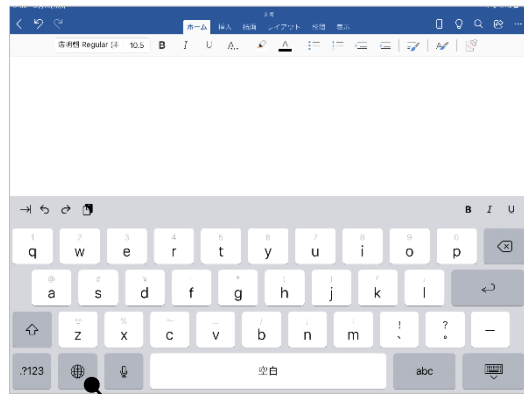 ホーム 挿入 描画 レイアウト 校閲 表示
10.5 B I U A A
B I U
1 2 3 4 5 6 7 8 9 0
q w e r t y u i o p
@ # ¥
a s d f g h j k l
%
z x c v b n m ! 、 ? 。 ー
.?123 空白 abc